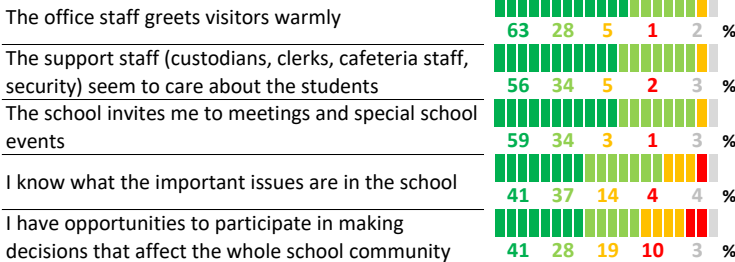 The office staff greets visitors warmly
63 28 5 1 2 %
The support staff (custodians, clerks, cafeteria staff,
security) seem to care about the students
56 34 5 2 3 %
The school invites me to meetings and special school
events
59 34 3 1 3 %
I know what the important issues are in the school
41 37 14 4 4 %
I have opportunities to participate in making
decisions that affect the whole school community
41 28 19 10 3 %